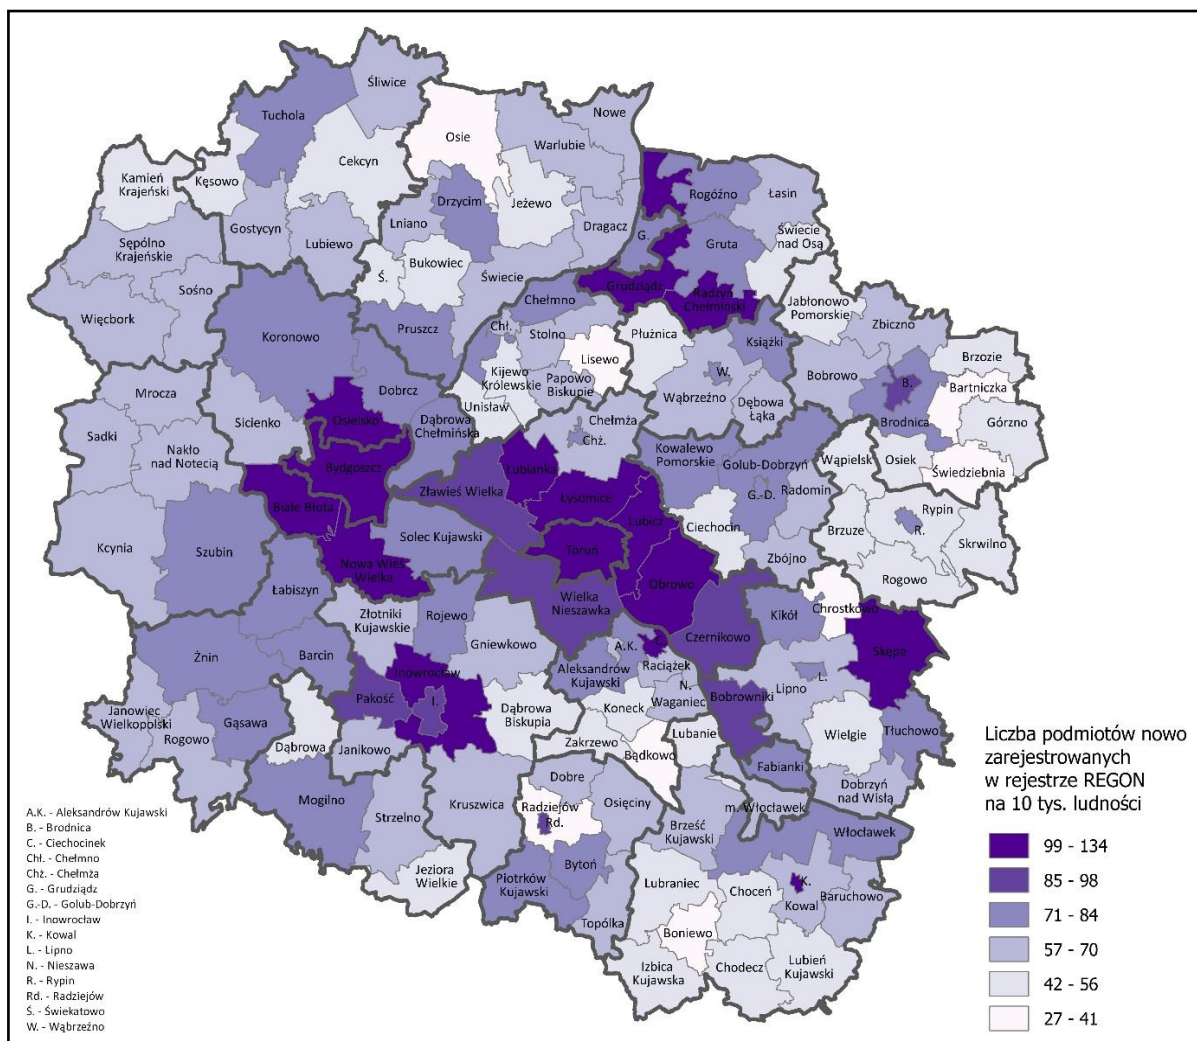 Śliwice
Tuchola
Nowe
Osie
Warlubie
Cekcyn
Kamień
Krajeński
Kęsowo
Rogóźno
Łasin
Drzycim
Jeżewo
Gostycyn
Lniano
Dragacz
G.
Świecie
nad Osą
Sępólno
Krajeńskie
Lubiewo
Gruta
Bukowiec
Ś.
Świecie
Sośno
Grudziądz
Radzyń
Chełmiński
Więcbork
Chełmno
Jabłonowo
Pomorskie
Koronowo
Pruszcz
Chł.
Stolno
Płużnica
Zbiczno
Książki
Lisewo
Brzozie
Kijewo
Królewskie
Papowo
Biskupie
W.
Bobrowo
B.
Bartniczka
Mrocza
Dobrcz
Unisław
Wąbrzeźno
Dębowa
Łąka
Sicienko
Osielsko
Dąbrowa
Chełmińska
Chełmża
Chż.
Brodnica
Górzno
Sadki
Nakło
nad Notecią
Kowalewo
Pomorskie
Golub-Dobrzyń
Wąpielsk
Osiek
Bydgoszcz
Łubianka
Świedziebnia
Zławieś Wielka
Łysomice
G.-D.
Radomin
Białe Błota
Lubicz
Ciechocin
Rypin
Kcynia
Szubin
Solec Kujawski
Toruń
Brzuze
R.
Skrwilno
Nowa Wieś
Wielka
Zbójno
Obrowo
Rogowo
Łabiszyn
Złotniki
Kujawskie
Rojewo
Wielka
Nieszawka
Chrostkowo
Kikół
Czernikowo
Gniewkowo
C.
A.K.
Skępe
Żnin
Barcin
Raciążek
Inowrocław
Aleksandrów
Kujawski
L.
N.
Lipno
Pakość
I.
Bobrowniki
Waganiec
Janowiec
Wielkopolski
Gąsawa
Dąbrowa
Biskupia
Koneck
Rogowo
Lubanie
Wielgie
Tłuchowo
Dąbrowa
Janikowo
Zakrzewo
Bądkowo
Fabianki
Dobre
Dobrzyń
nad Wisłą
Mogilno
Kruszwica
Radziejów
Osięciny
m. Włocławek
Strzelno
Rd.
Brześć
Kujawski
Włocławek
Jeziora
Wielkie
Piotrków
Kujawski
Bytoń
Lubraniec
Choceń
K.
Kowal
Baruchowo
Topólka
Boniewo
Izbica
Kujawska
Chodecz
Lubień
Kujawski
A.K. - Aleksandrów Kujawski
B. - Brodnica
C. - Ciechocinek
Chł. - Chełmno
Chż. - Chełmża
G. - Grudziądz
G.-D. - Golub-Dobrzyń
I. - Inowrocław
K. - Kowal
L. - Lipno
N. - Nieszawa
R. - Rypin
Rd. - Radziejów
Ś. - Świekatowo
W. - Wąbrzeźno
Liczba podmiotów nowo
zarejestrowanych
w rejestrze REGON
na 10 tys. ludności
99 - 134
85 - 98
71 - 84
57 - 70
42 - 56
27 - 41